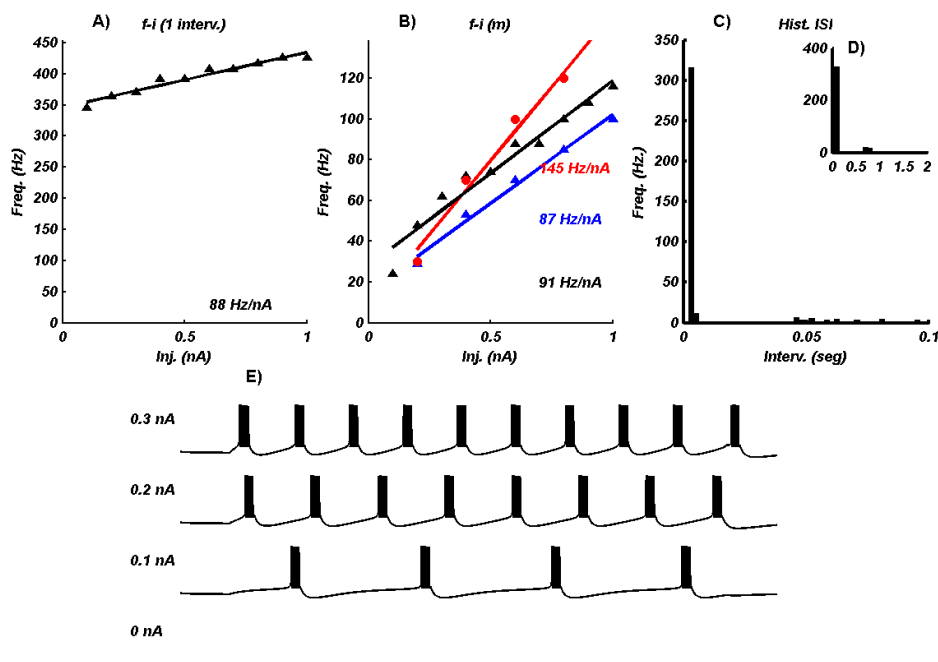 A) f-i (1 interv.)
450
400
350
300
250
200
150
100
50
0
Freq. (Hz)
88 Hz/nA
0 0.5 1
Inj. (nA)
B) f-i (m)
120
100
80
60
40
20
0
Freq. (Hz)
145 Hz/nA
87 Hz/nA
91 Hz/nA
0 0.5 1
Inj. (nA)
C) Hist. ISI
350
300
250
200
150
100
50
0
Freq. (Hz.)
0 0.05 0.1
Interv. (seg)
D)
400
200
0
0 0.5 1 1.5 2
E)
0.3 nA
0.2 nA
0.1 nA
0 nA